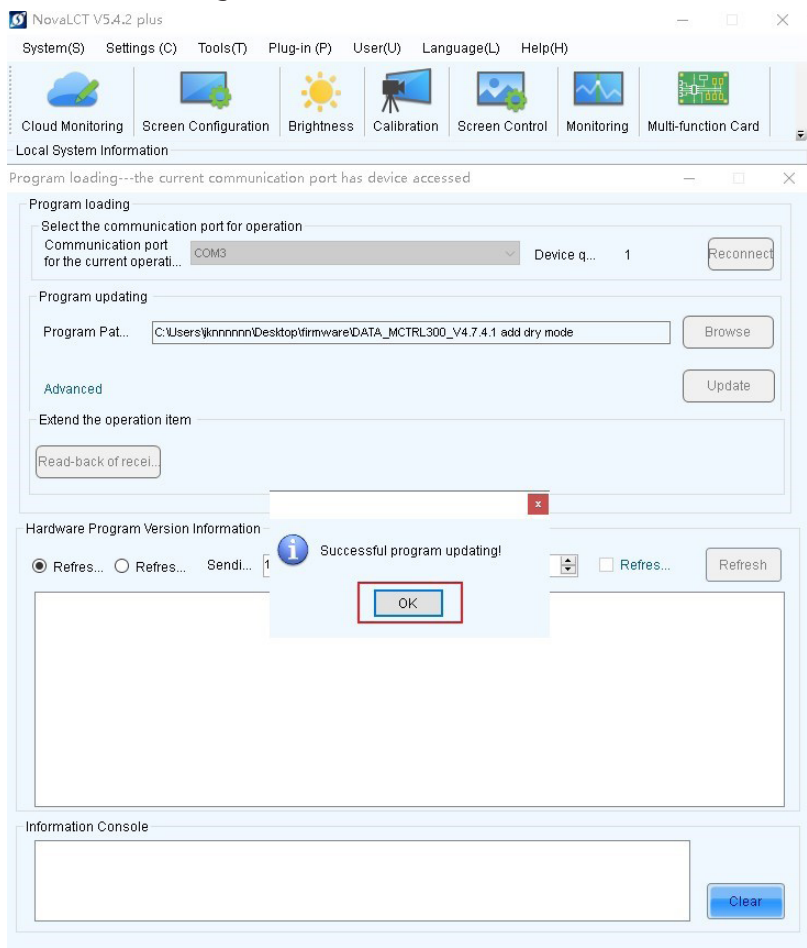 NovaLCT V5.4.2 plus
System(S) Settings (C) Tools(T) Plug-in (P) User(U) Language(L) Help(H)
Cloud Monitoring Screen Configuration Brightness Calibration Screen Control Monitoring Multi-function Card
Local System Information
Program loading---the current communication port has device accessed
Program loading
Select the communication port for operation
Communication port
for the current operati... COM3 Device q... 1 Reconnect
Program updating
Program Pat... C:\Users\jknnnnnn\Desktop\firmware\DATA_MCTRL300_V4.7.4.1 add dry mode Browse
Advanced Update
Extend the operation item
Read-back of recei...
Hardware Program Version Information
Refres... Refres... Sendi... 1 Refres... Refresh
Successful program updating!
OK
Information Console
Clear